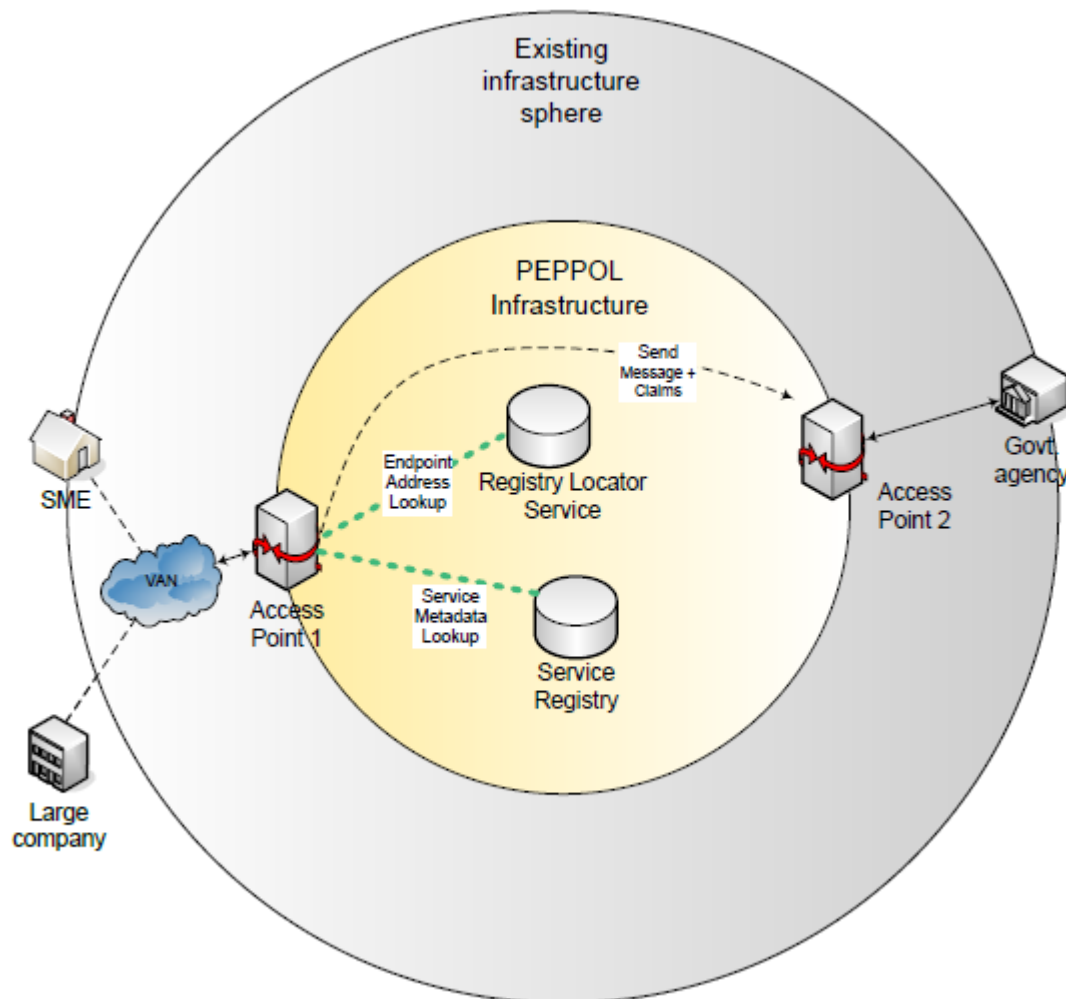 Existing
infrastructure
sphere
PEPPOL
Infrastructure
Send
Message +
Claims
Endpoint
Address
Lookup
Registry Locator
Service
SME
VAN
Access
Point 1
Service
Metadada
Lookup
Service
Registry
Access
Point 2
Govt.
agency
Large
company